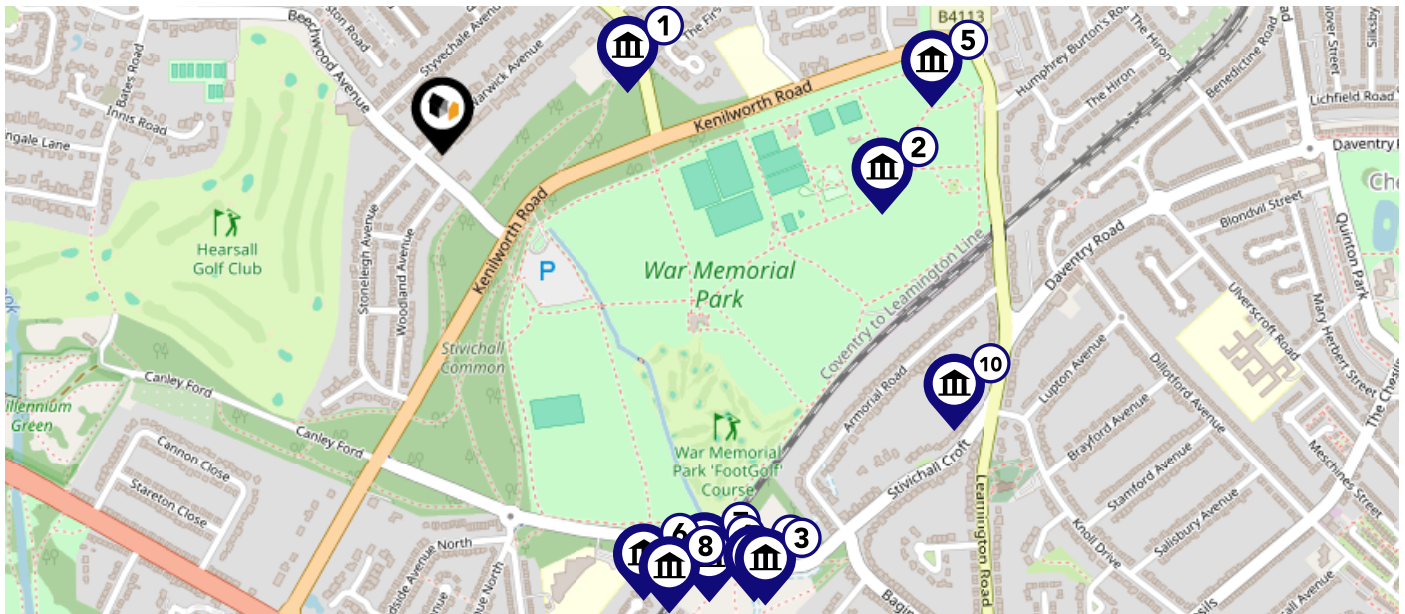 Beechwood Avenue
Styvechale Avenue
Warwick Avenue
The Firs
1
B4113
5
Humphrey Burton's Road
The Hiron
The Hiron
Benedictine Road
Lichfield Road
Daventry
Bates Road
Innis Road
Lane
Kenilworth Road
2
Blondvil Street
Quinton Park
Hearsall
Golf Club
Stoneleigh Avenue
Woodland Avenue
Kenilworth Road
P
War Memorial
Park
Coventry to Leamington Line
Daventry Road
Ulverscroft Road
Mary Herbert Street
Stivichall
Common
10
Armorial Road
Lupton Avenue
Dillotford Avenue
The Chesils
Canley Ford
Green
Canley Ford
War Memorial
Park 'FootGolf'
Course
Brayford Avenue
Stamford Avenue
Salisbury Avenue
Meschines Street
Cannon Close
Stareton Close
Stivichall Croft
Leamington Road
Knoll Drive
6
7
8
3
North